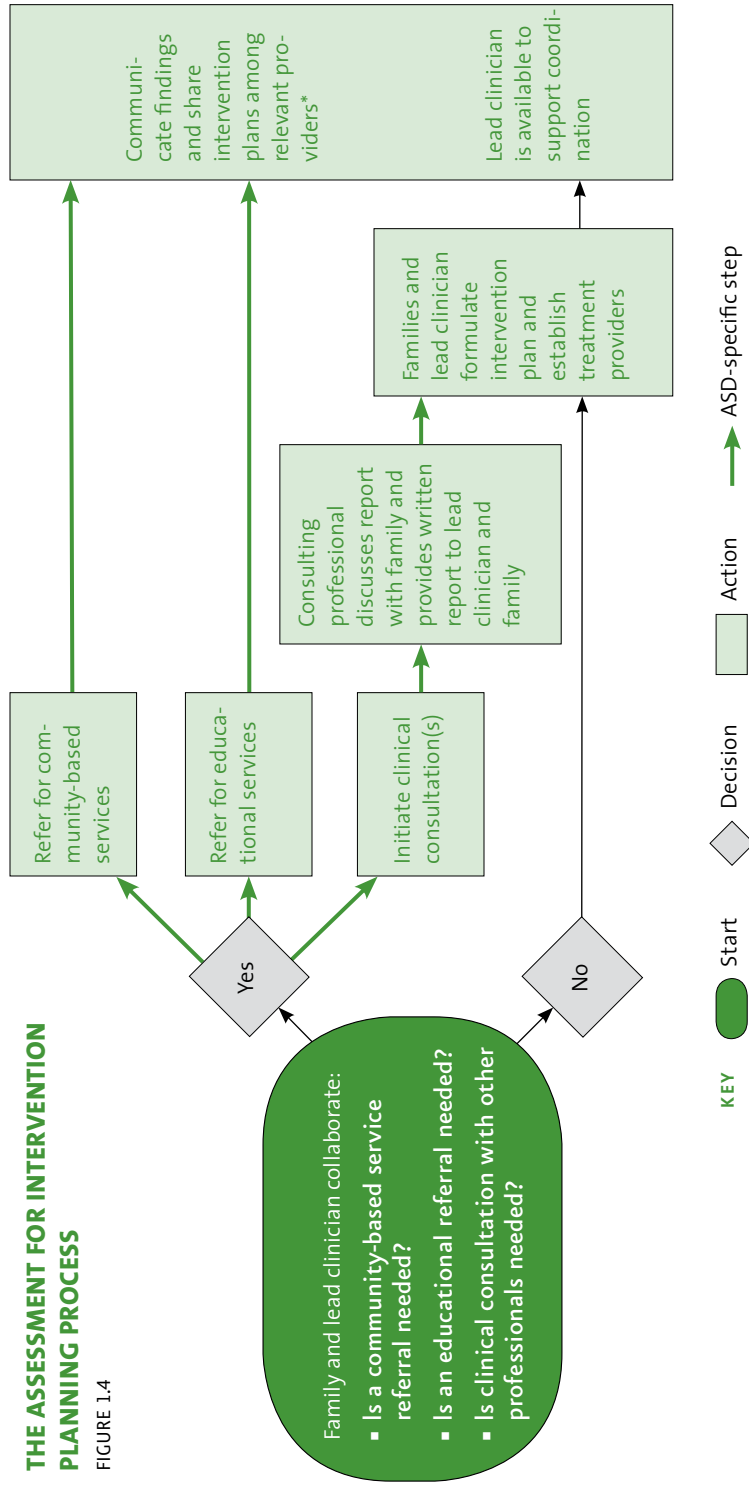 THE ASSESSMENT FOR INTERVENTION
PLANNING PROCESS
FIGURE 1.4
Family and lead clinician collaborate:
▪ Is a community-based service
referral needed?
▪ Is an educational referral needed?
▪ Is clinical consultation with other
professionals needed?
Yes
No
Refer for com-
munity-based
services
Refer for educa-
tional services
Initiate clinical
consultation(s)
Consulting
professional
discusses report
with family and
provides written
report to lead
clinician and
family
Families and
lead clinician
formulate
intervention
plan and
establish
treatment
providers
Communi-
cate findings
and share
intervention
plans among
relevant pro-
viders*
Lead clinician
is available to
support coordi-
nation
KEY
Start
Decision
Action
ASD-specific step